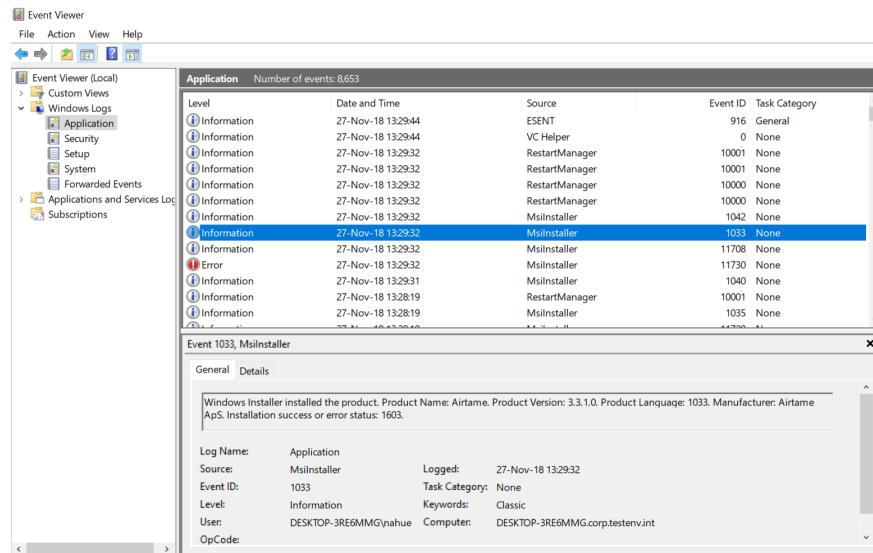 Event Viewer
File Action View Help
Event Viewer (Local)
Custom Views
Windows Logs
Application
Security
Setup
System
Forwarded Events
Applications and Services Log
Subscriptions
Application Number of events: 8,653
Level Date and Time Source Event ID Task Category
Information 27-Nov-18 13:29:44 ESENT 916 General
Information 27-Nov-18 13:29:44 VC Helper 0 None
Information 27-Nov-18 13:29:32 RestartManager 10001 None
Information 27-Nov-18 13:29:32 RestartManager 10001 None
Information 27-Nov-18 13:29:32 RestartManager 10000 None
Information 27-Nov-18 13:29:32 RestartManager 10000 None
Information 27-Nov-18 13:29:32 MsiInstaller 1042 None
Information 27-Nov-18 13:29:32 MsiInstaller 1033 None
Information 27-Nov-18 13:29:32 MsiInstaller 11708 None
Error 27-Nov-18 13:29:32 MsiInstaller 11730 None
Information 27-Nov-18 13:29:31 MsiInstaller 1040 None
Information 27-Nov-18 13:28:19 RestartManager 10001 None
Information 27-Nov-18 13:28:19 MsiInstaller 1035 None
Event 1033, MsiInstaller
General Details
Windows Installer installed the product. Product Name: Airtame. Product Version: 3.3.1.0. Product Language: 1033. Manufacturer: Airtame
ApS. Installation success or error status: 1603.
Log Name: Application
Source: MsiInstaller Logged: 27-Nov-18 13:29:32
Event ID: 1033 Task Category: None
Level: Information Keywords: Classic
User: DESKTOP-3RE6MMG\nahue Computer: DESKTOP-3RE6MMG.corp.testenv.int
OpCode: